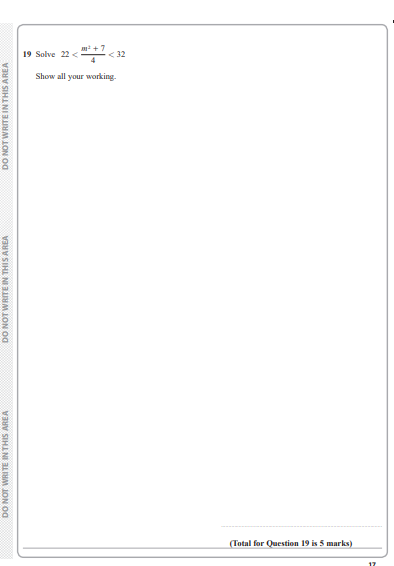 DO NOT WRITE IN THIS AREA
DO NOT WRITE IN THIS AREA
DO NOT WRITE IN THIS AREA
19 Solve 22 < (m² + 7)/4 < 32
Show all your working.
(Total for Question 19 is 5 marks)
17